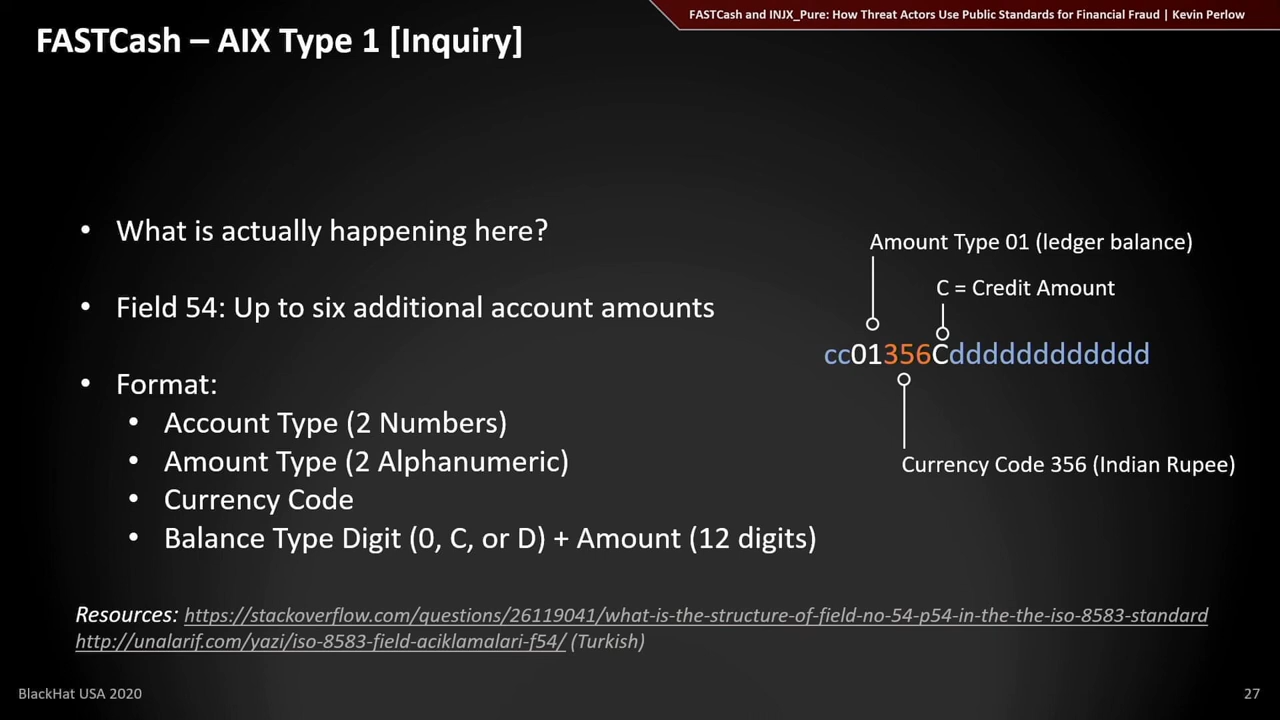 FASTCash and INJX_Pure: How Threat Actors Use Public Standards for Financial Fraud | Kevin Perlow
FASTCash – AIX Type 1 [Inquiry]
• What is actually happening here?
• Field 54: Up to six additional account amounts
• Format:
• Account Type (2 Numbers)
• Amount Type (2 Alphanumeric)
• Currency Code
• Balance Type Digit (0, C, or D) + Amount (12 digits)
Amount Type 01 (ledger balance)
C = Credit Amount
cc01356Cdddddddddddd
Currency Code 356 (Indian Rupee)
Resources: https://stackoverflow.com/questions/26119041/what-is-the-structure-of-field-no-54-p54-in-the-the-iso-8583-standard
http://unalarif.com/yazi/iso-8583-field-aciklamalari-f54/ (Turkish)
BlackHat USA 2020
27